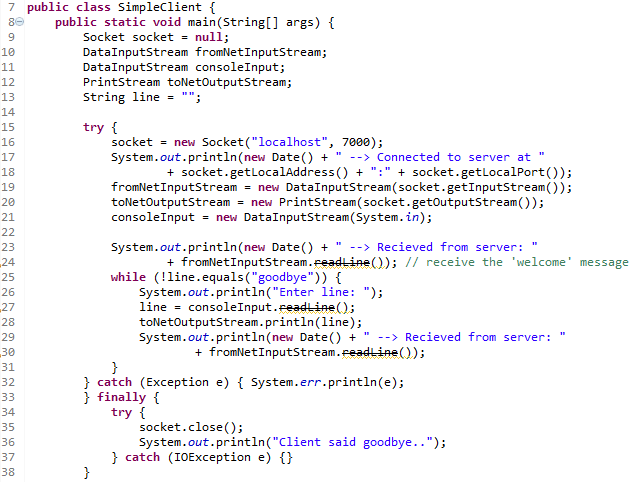 7 public class SimpleClient {
8 public static void main(String[] args) {
9 Socket socket = null;
10 DataInputStream fromNetInputStream;
11 DataInputStream consoleInput;
12 PrintStream toNetOutputStream;
13 String line = "";
14
15 try {
16 socket = new Socket("localhost", 7000);
17 System.out.println(new Date() + " --> Connected to server at "
18 + socket.getLocalAddress() + ":" + socket.getLocalPort());
19 fromNetInputStream = new DataInputStream(socket.getInputStream());
20 toNetOutputStream = new PrintStream(socket.getOutputStream());
21 consoleInput = new DataInputStream(System.in);
22
23 System.out.println(new Date() + " --> Recieved from server: "
24 + fromNetInputStream.readLine()); // receive the 'welcome' message
25 while (!line.equals("goodbye")) {
26 System.out.println("Enter line: ");
27 line = consoleInput.readLine();
28 toNetOutputStream.println(line);
29 System.out.println(new Date() + " --> Recieved from server: "
30 + fromNetInputStream.readLine());
31 }
32 } catch (Exception e) { System.err.println(e);
33 } finally {
34 try {
35 socket.close();
36 System.out.println("Client said goodbye..");
37 } catch (IOException e) {}
38 }